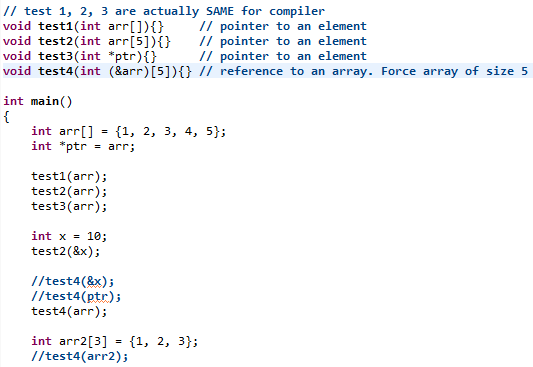 // test 1, 2, 3 are actually SAME for compiler
void test1(int arr[]){}     // pointer to an element
void test2(int arr[5]){}    // pointer to an element
void test3(int *ptr){}      // pointer to an element
void test4(int (&arr)[5]){} // reference to an array. Force array of size 5
int main()
{
    int arr[] = {1, 2, 3, 4, 5};
    int *ptr = arr;
    test1(arr);
    test2(arr);
    test3(arr);
    int x = 10;
    test2(&x);
    //test4(&x);
    //test4(ptr);
    test4(arr);
    int arr2[3] = {1, 2, 3};
    //test4(arr2);